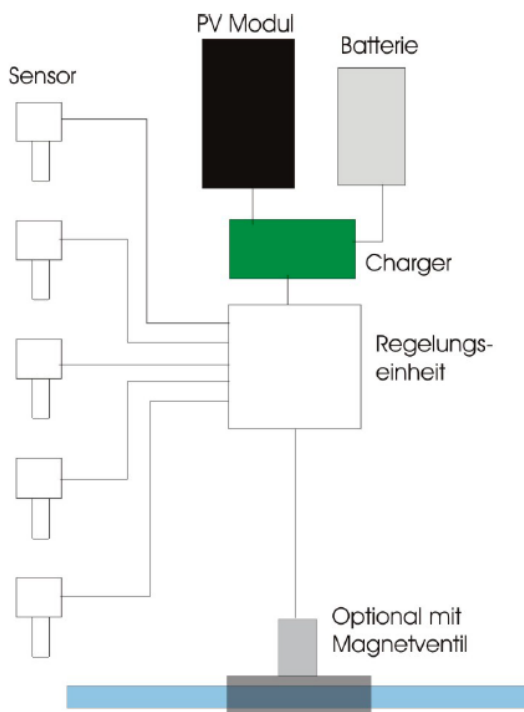 PV Modul
Batterie
Sensor
Charger
Regelungs-
einheit
Optional mit
Magnetventil